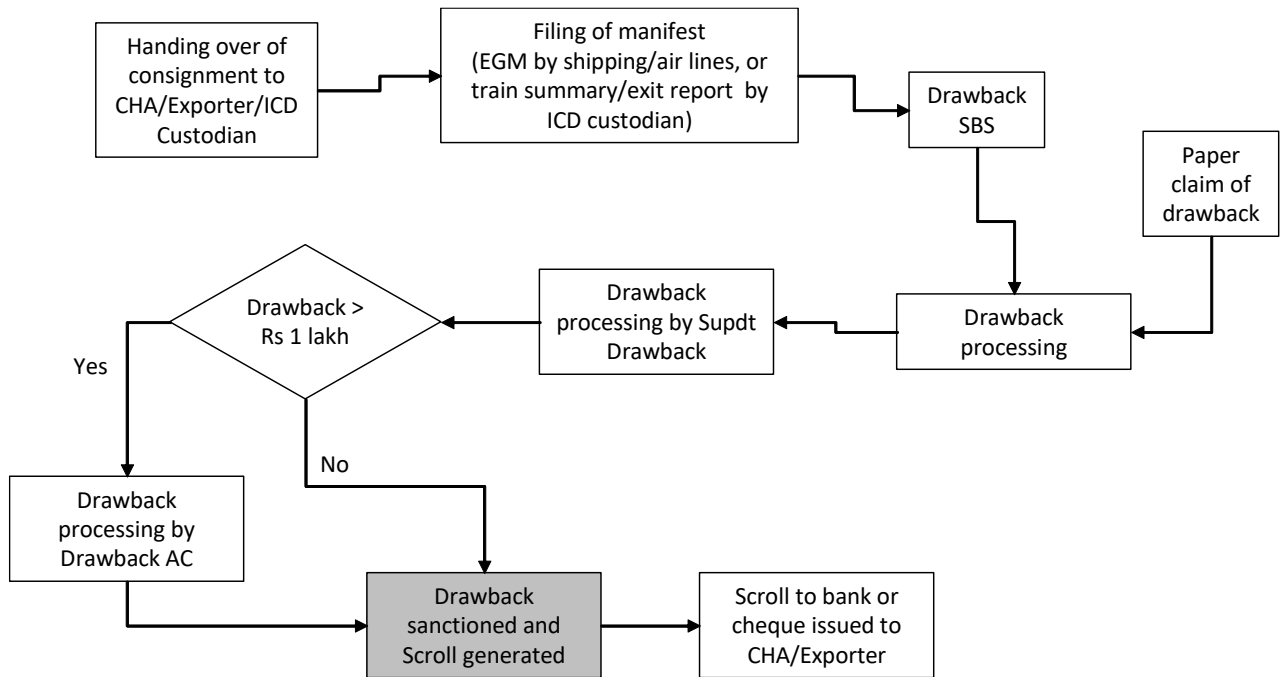 Handing over of
consignment to
CHA/Exporter/ICD
Custodian
Filing of manifest
(EGM by shipping/air lines, or
train summary/exit report by
ICD custodian)
Drawback
SBS
Paper
claim of
drawback
Drawback
processing
Drawback
processing by Supdt
Drawback
Drawback >
Rs 1 lakh
Yes
No
Drawback
processing by
Drawback AC
Drawback
sanctioned and
Scroll generated
Scroll to bank or
cheque issued to
CHA/Exporter